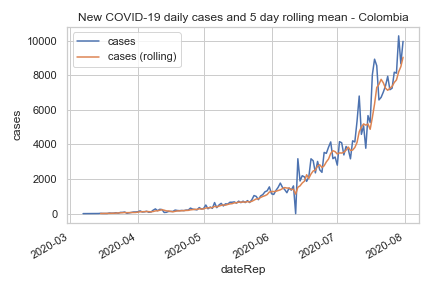 New COVID-19 daily cases and 5 day rolling mean - Colombia
cases
cases (rolling)
10000
8000
6000
4000
2000
0
cases
2020-03
2020-04
2020-05
2020-06
2020-07
2020-08
dateRep